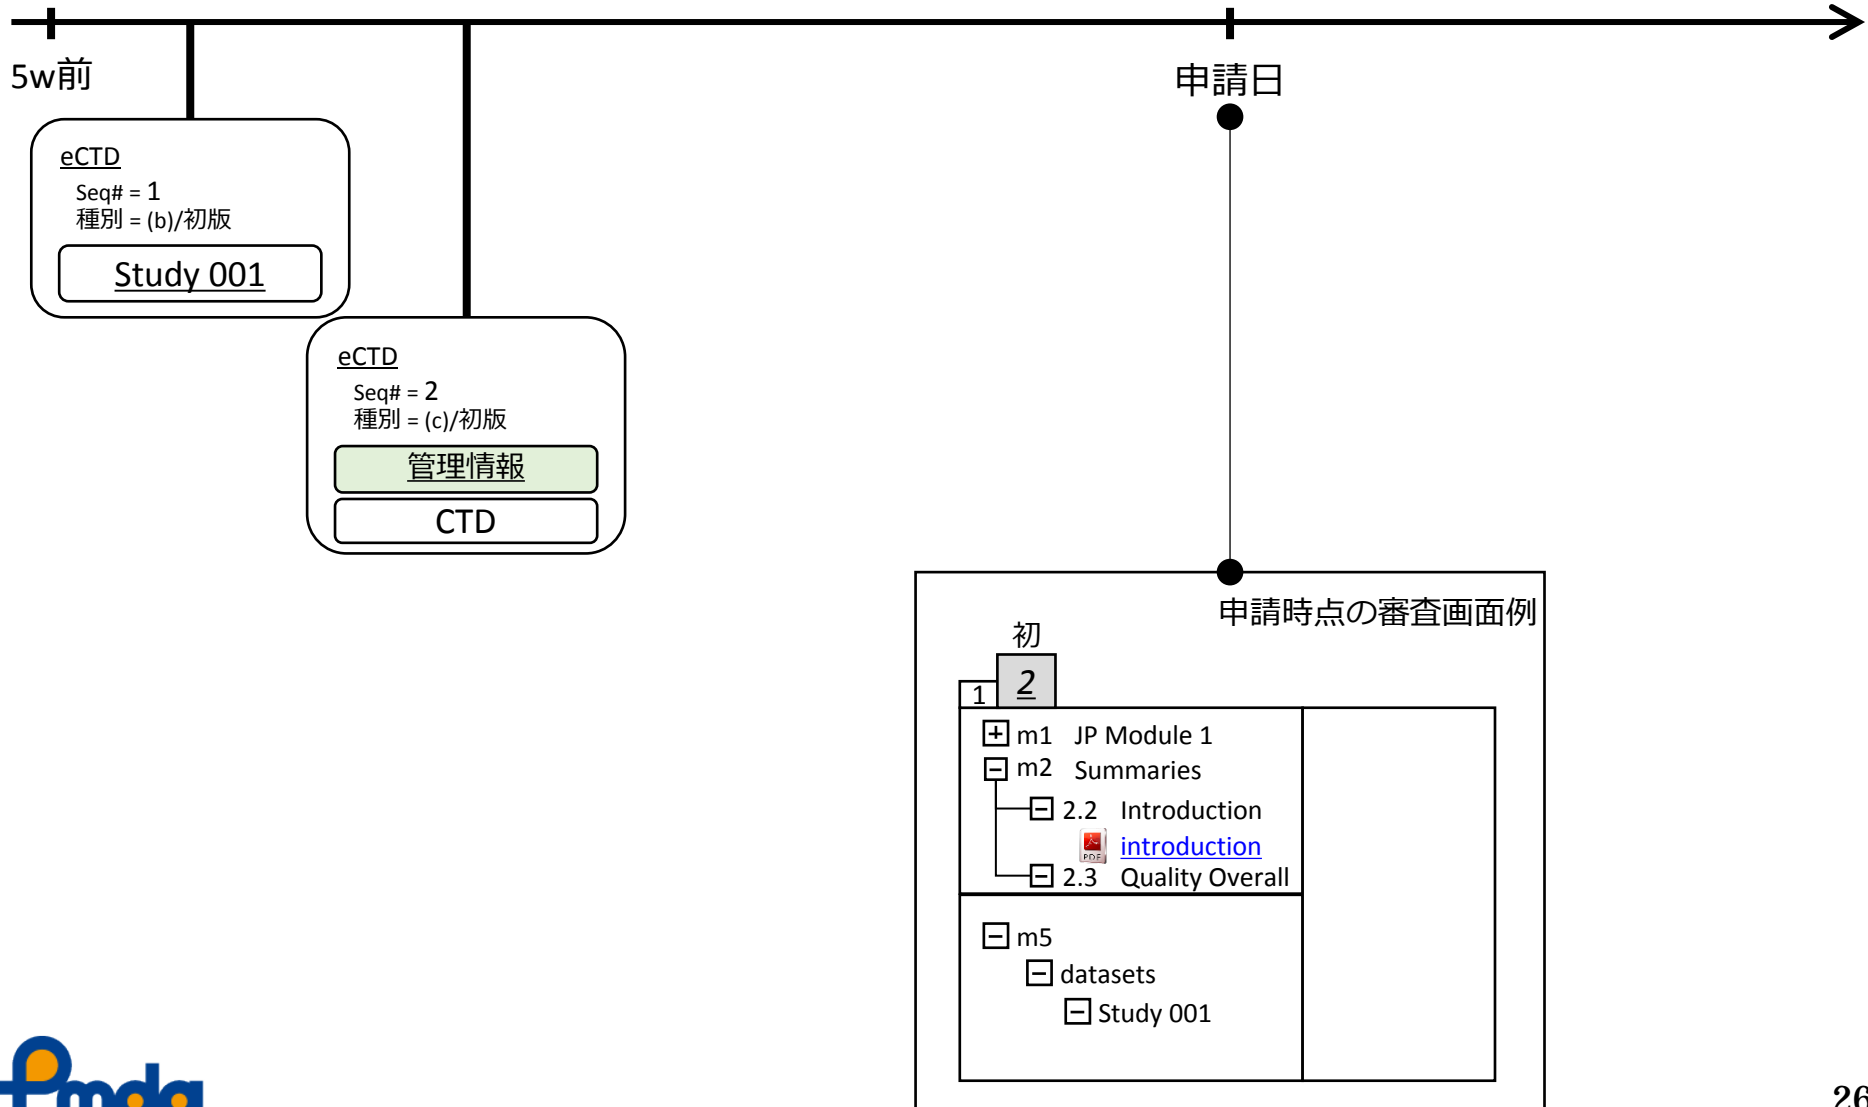 5w前
申請日
eCTD
Seq# = 1
種別 = (b)/初版
Study 001
eCTD
Seq# = 2
種別 = (c)/初版
管理情報
CTD
申請時点の審査画面例
初
1 2
+ m1 JP Module 1
− m2 Summaries
− 2.2 Introduction
PDF introduction
− 2.3 Quality Overall
− m5
− datasets
− Study 001
Pmda
26